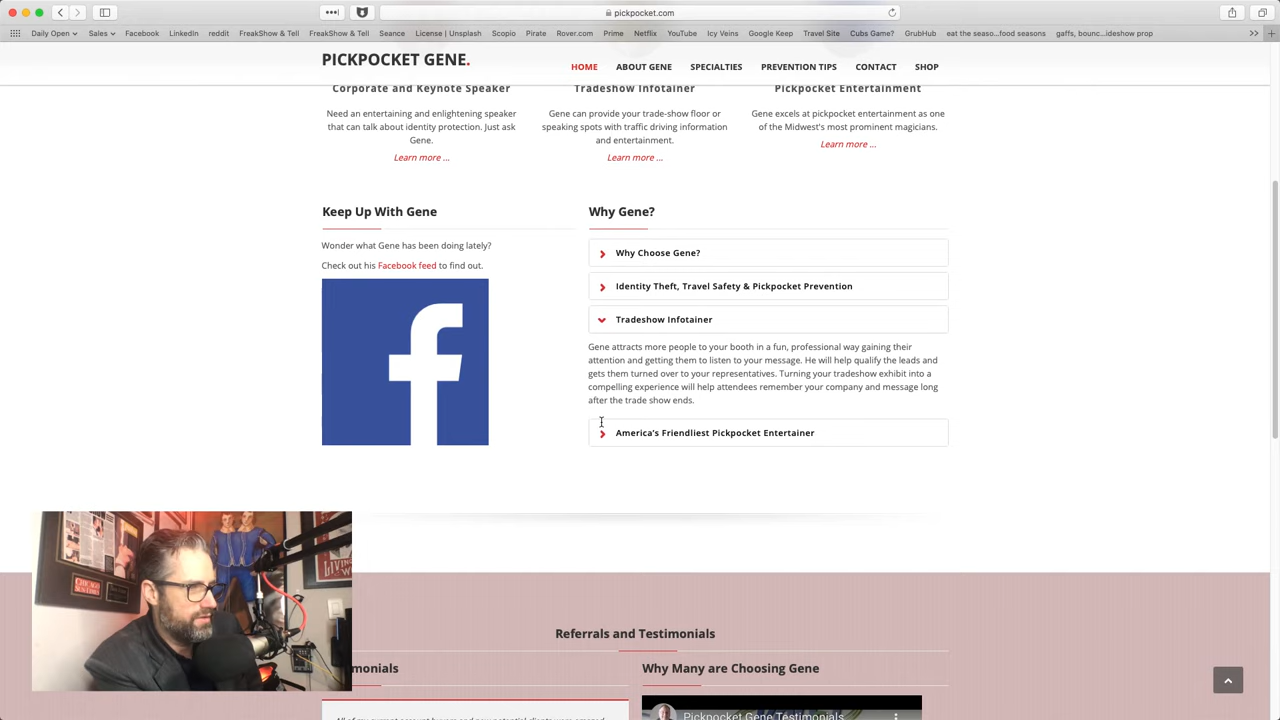 pickpocket.com
Daily Open Sales Facebook LinkedIn reddit FreakShow & Tell FreakShow & Tell Seance License | Unsplash Scopio Pirate Rover.com Prime Netflix YouTube Icy Veins Google Keep Travel Site Cubs Game? GrubHub eat the seaso...food seasons gaffs, bounc...ideshow prop
PICKPOCKET GENE.
HOME ABOUT GENE SPECIALTIES PREVENTION TIPS CONTACT SHOP
Corporate and Keynote Speaker
Need an entertaining and enlightening speaker
that can talk about identity protection. Just ask
Gene.
Learn more ...
Tradeshow Infotainer
Gene can provide your trade-show floor or
speaking spots with traffic driving information
and entertainment.
Learn more ...
Pickpocket Entertainment
Gene excels at pickpocket entertainment as one
of the Midwest's most prominent magicians.
Learn more ...
Keep Up With Gene
Wonder what Gene has been doing lately?
Check out his Facebook feed to find out.
f
Why Gene?
Why Choose Gene?
Identity Theft, Travel Safety & Pickpocket Prevention
Tradeshow Infotainer
Gene attracts more people to your booth in a fun, professional way gaining their
attention and getting them to listen to your message. He will help qualify the leads and
gets them turned over to your representatives. Turning your tradeshow exhibit into a
compelling experience will help attendees remember your company and message long
after the trade show ends.
America's Friendliest Pickpocket Entertainer
CHICAGO
SUN-TIMES
LIVING
Referrals and Testimonials
monials
Why Many are Choosing Gene
Pickpocket Gene Testimonials